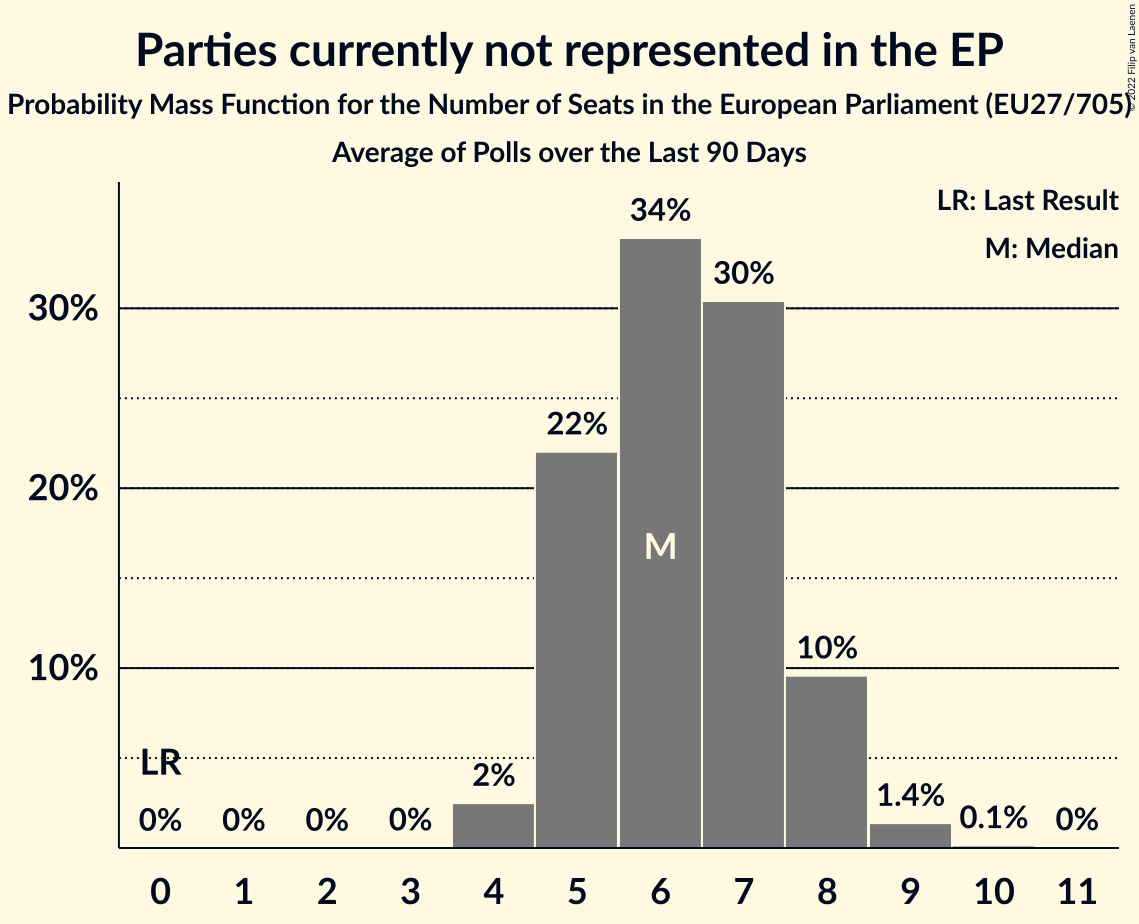 Parties currently not represented in the EP
Probability Mass Function for the Number of Seats in the European Parliament (EU27/705)
Average of Polls over the Last 90 Days
© 2022 Filip van Laenen
LR: Last Result
M: Median
34%
30%
30%
22%
20%
M
10%
10%
LR
2%
1.4%
0.1%
0%
0%
0%
0%
0%
0 1 2 3 4 5 6 7 8 9 10 11